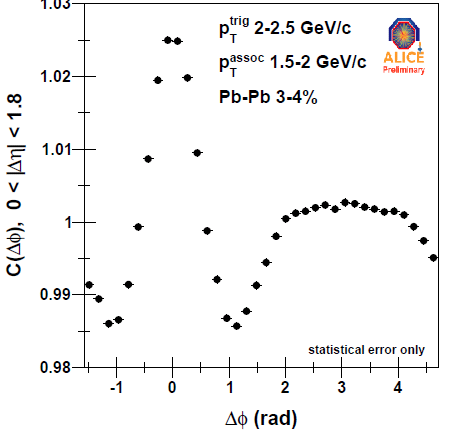 1.03
p_T^trig 2-2.5 GeV/c
p_T^assoc 1.5-2 GeV/c
Pb-Pb 3-4%
ALICE
Preliminary
1.02
1.01
1
0.99
0.98
C(Δϕ), 0 < |Δη| < 1.8
statistical error only
-1 0 1 2 3 4
Δϕ (rad)